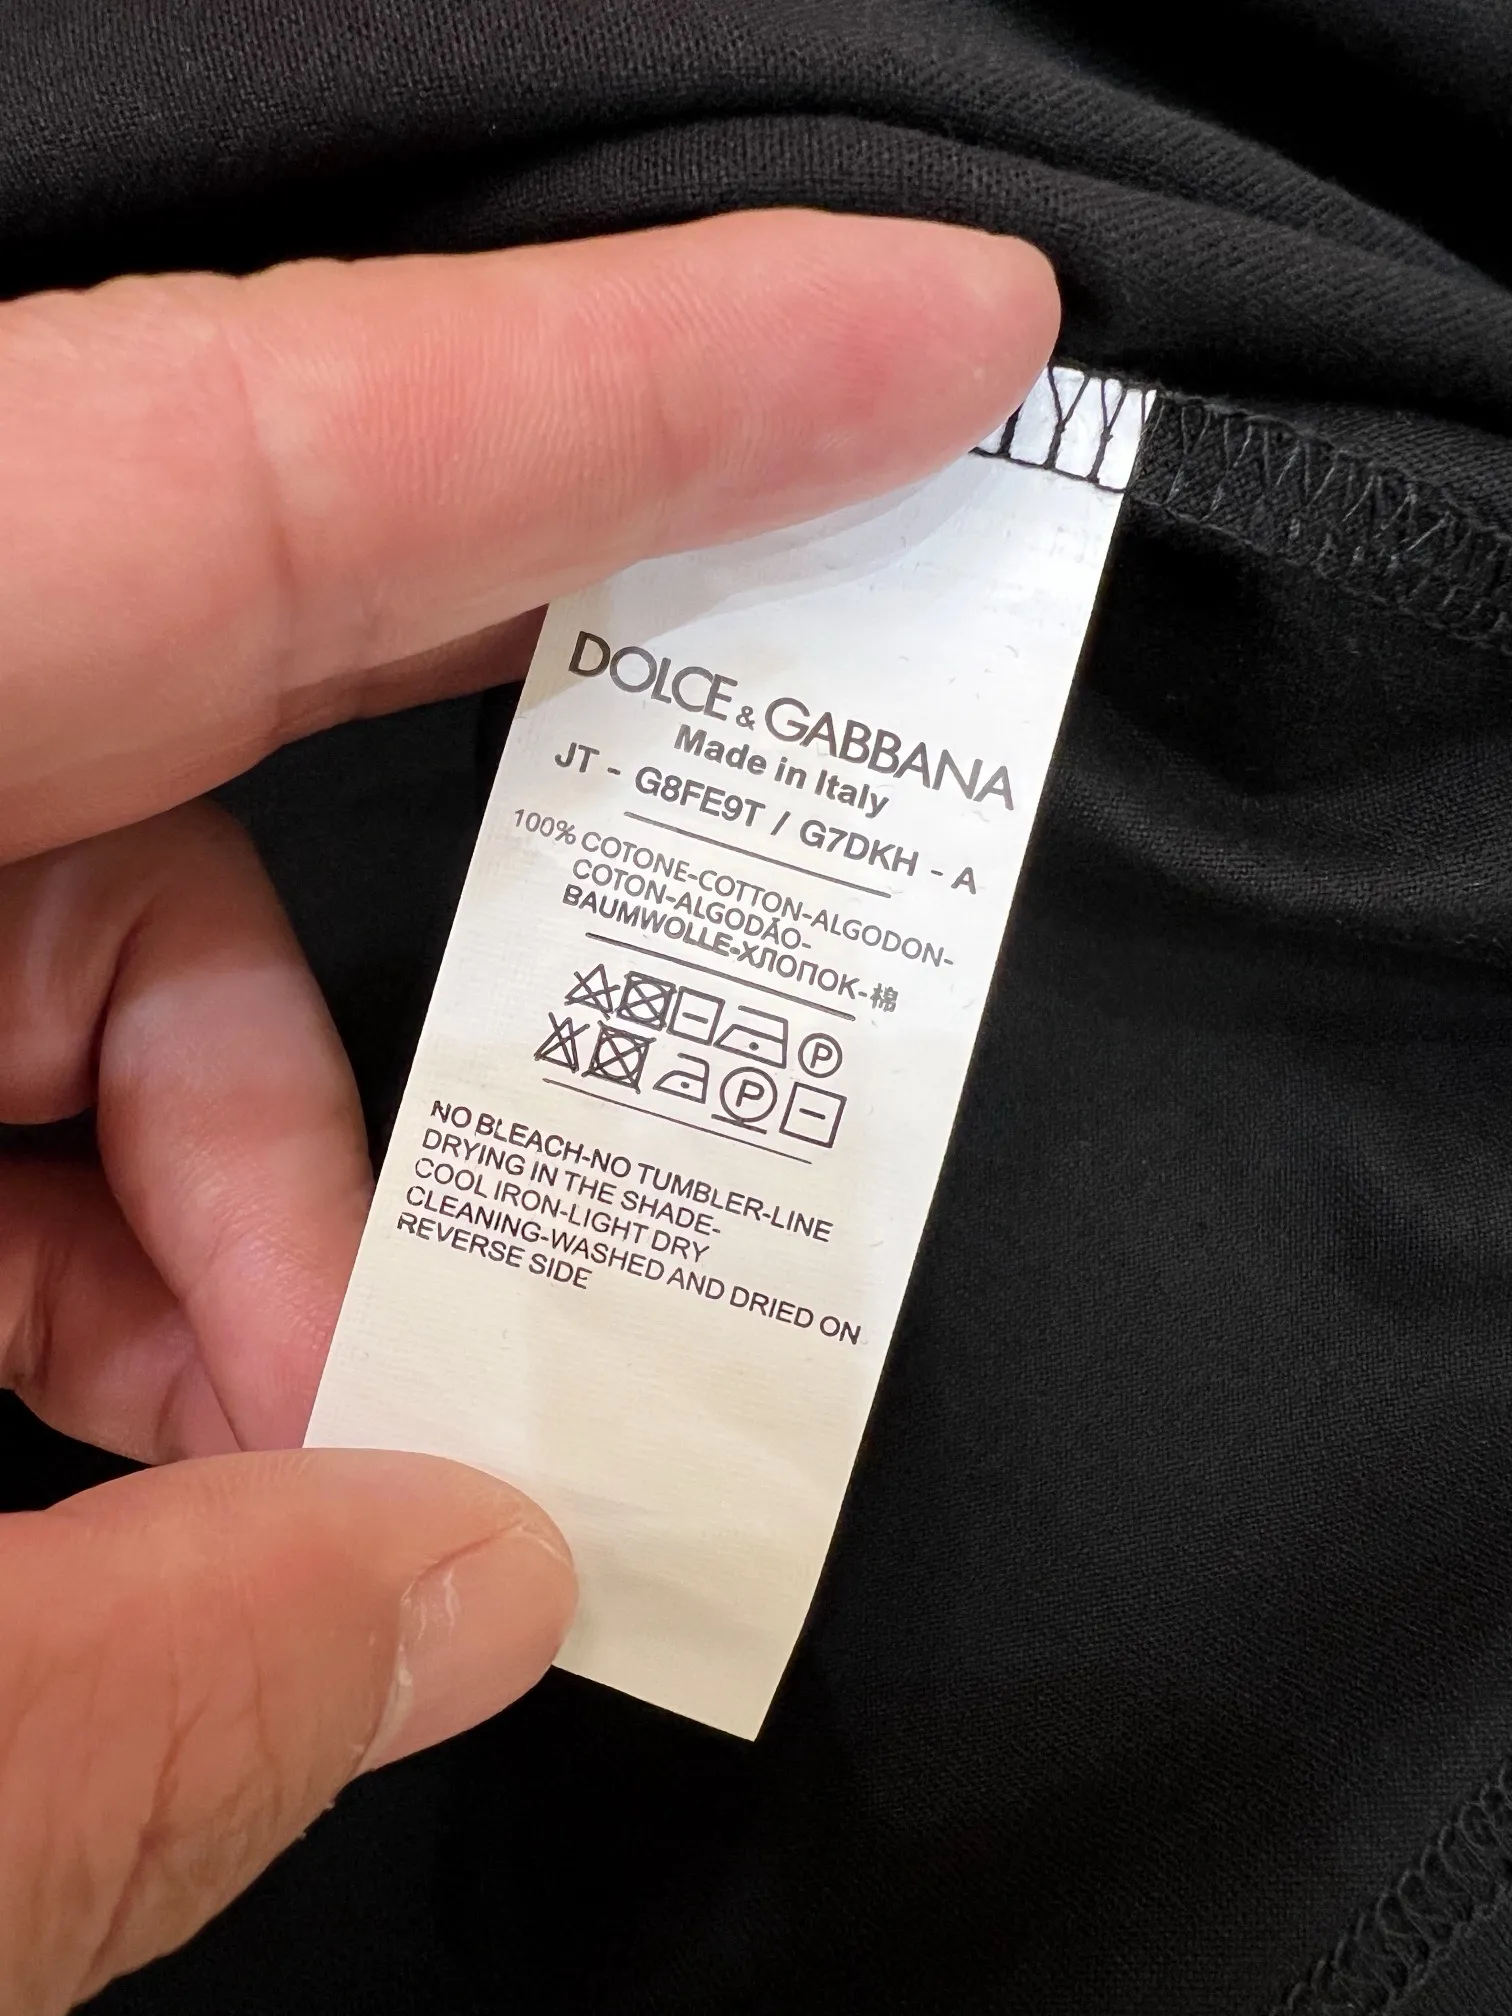 DOLCE & GABBANA
Made in Italy
JT - G8FE9T / G7DKH - A
100% COTONE-COTTON-ALGODON-
COTON-ALGODÃO-
BAUMWOLLE-ХЛОПОК-棉
P
P
NO BLEACH-NO TUMBLER-LINE
DRYING IN THE SHADE-
COOL IRON-LIGHT DRY
CLEANING-WASHED AND DRIED ON
REVERSE SIDE